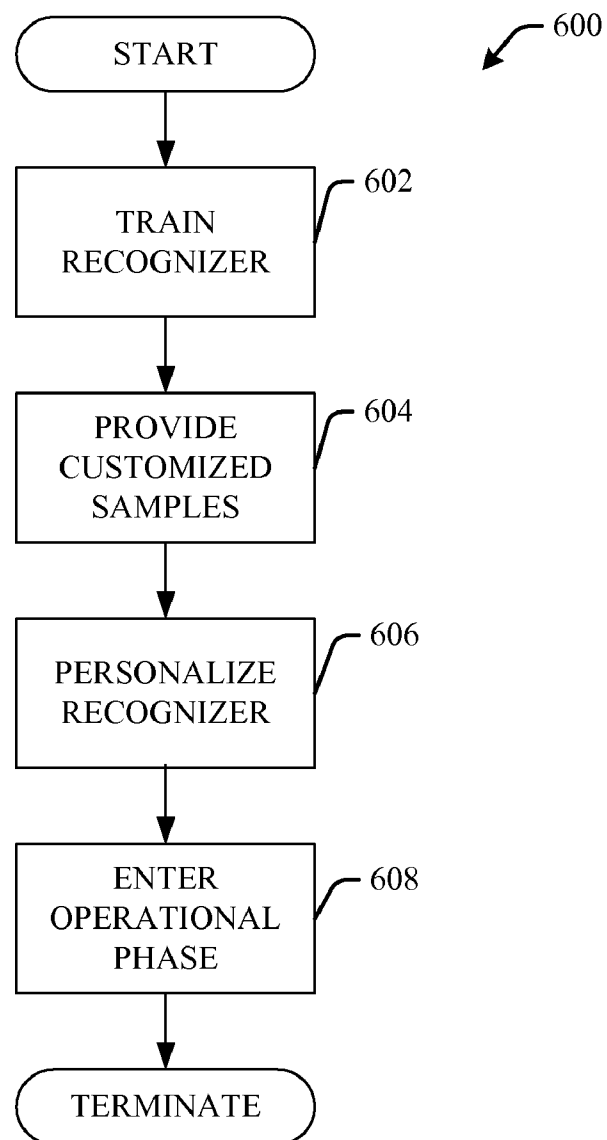 START
600
602
TRAIN
RECOGNIZER
604
PROVIDE
CUSTOMIZED
SAMPLES
606
PERSONALIZE
RECOGNIZER
608
ENTER
OPERATIONAL
PHASE
TERMINATE